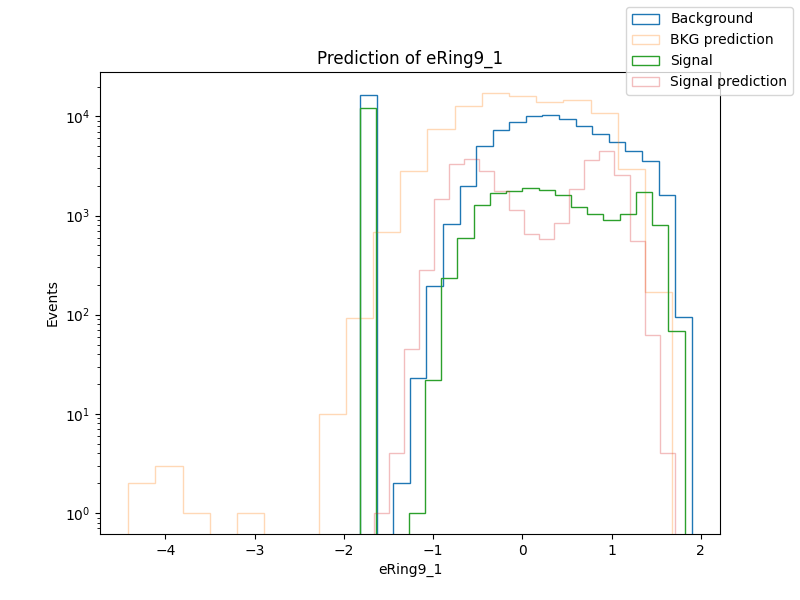 Prediction of eRing9_1
Background
BKG prediction
Signal
Signal prediction
Events
10⁴
10³
10²
10¹
10⁰
−4
−3
−2
−1
0
1
2
eRing9_1